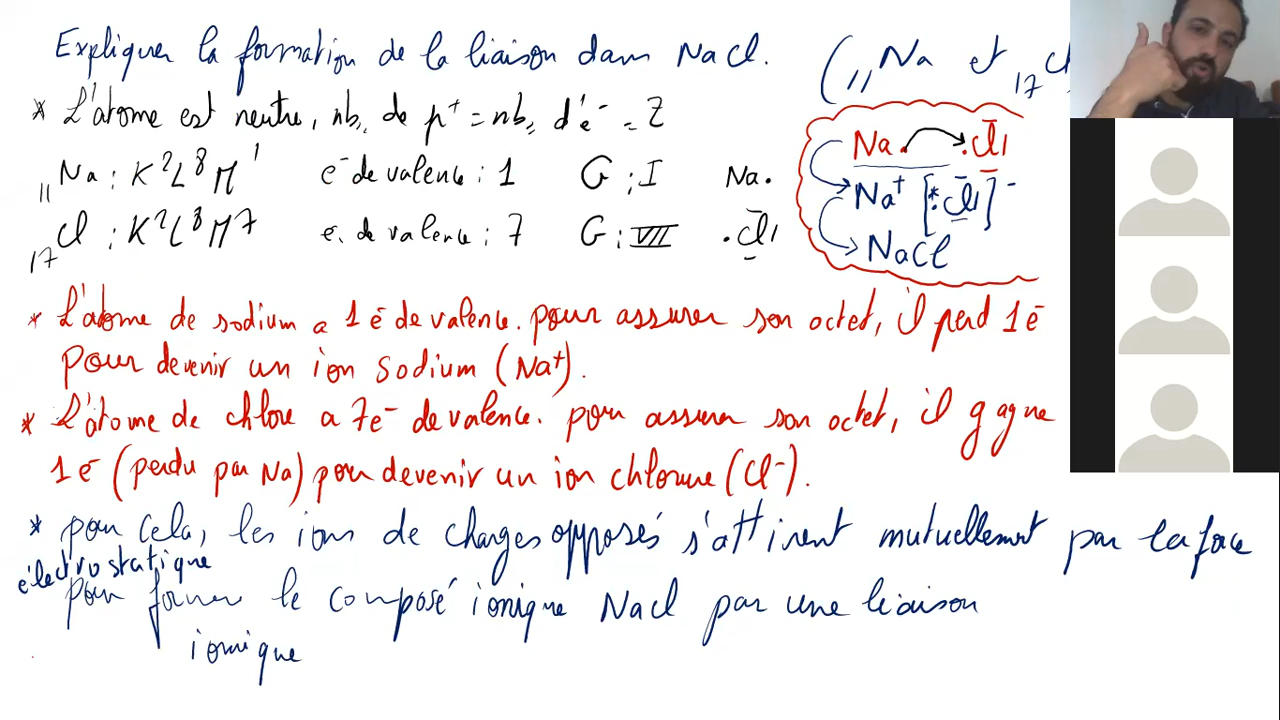 Expliquer la formation de la liaison dans NaCl. (₁₁Na et ₁₇Cl
* L'atome est neutre, nb. de p⁺ = nb. d'é⁻ = Z
₁₁Na : K²L⁸M¹ e⁻ de valence : 1 G : I Na•
₁₇Cl : K²L⁸M⁷ e. de valence : 7 G : VII •Cl
Na• •Cl
Na⁺ [*•Cl]⁻
NaCl
* L'atome de sodium a 1 é de valence. pour assurer son octet, il perd 1 é
pour devenir un ion sodium (Na⁺).
* L'atome de chlore a 7e⁻ de valence. pour assurer son octet, il gagne
1 é (perdu par Na) pour devenir un ion chlorure (Cl⁻).
* pour cela, les ions de charges opposés s'attirent mutuellement par la force
électrostatique
pour former le composé ionique NaCl par une liaison
ionique